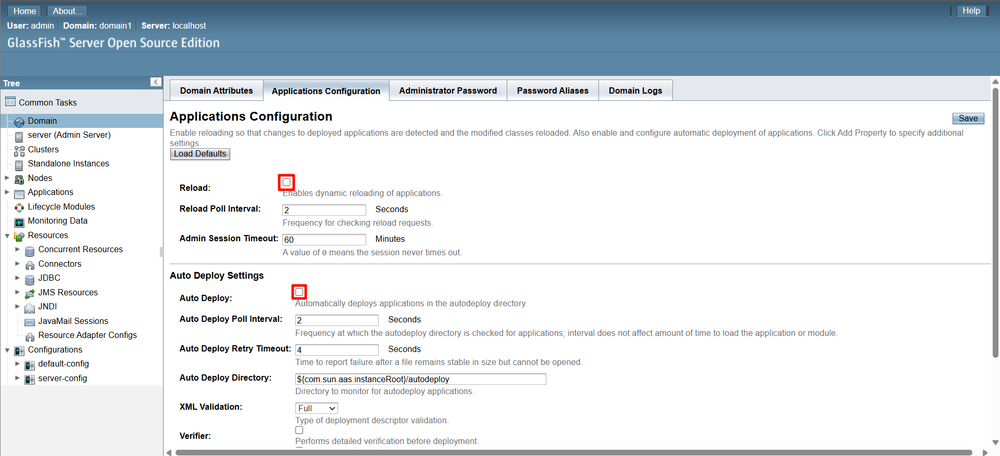 Home About... Help
User: admin Domain: domain1 Server: localhost
GlassFish™ Server Open Source Edition
Tree
Common Tasks
Domain
server (Admin Server)
Clusters
Standalone Instances
Nodes
Applications
Lifecycle Modules
Monitoring Data
Resources
Concurrent Resources
Connectors
JDBC
JMS Resources
JNDI
JavaMail Sessions
Resource Adapter Configs
Configurations
default-config
server-config
Domain Attributes Applications Configuration Administrator Password Password Aliases Domain Logs
Applications Configuration
Save
Enable reloading so that changes to deployed applications are detected and the modified classes reloaded. Also enable and configure automatic deployment of applications. Click Add Property to specify additional
settings.
Load Defaults
Reload:
Enables dynamic reloading of applications.
Reload Poll Interval: 2 Seconds
Frequency for checking reload requests.
Admin Session Timeout: 60 Minutes
A value of 0 means the session never times out.
Auto Deploy Settings
Auto Deploy:
Automatically deploys applications in the autodeploy directory.
Auto Deploy Poll Interval: 2 Seconds
Frequency at which the autodeploy directory is checked for applications; interval does not affect amount of time to load the application or module.
Auto Deploy Retry Timeout: 4 Seconds
Time to report failure after a file remains stable in size but cannot be opened.
Auto Deploy Directory: ${com.sun.aas.instanceRoot}/autodeploy
Directory to monitor for autodeploy applications.
XML Validation: Full
Type of deployment descriptor validation.
Verifier:
Performs detailed verification before deployment.